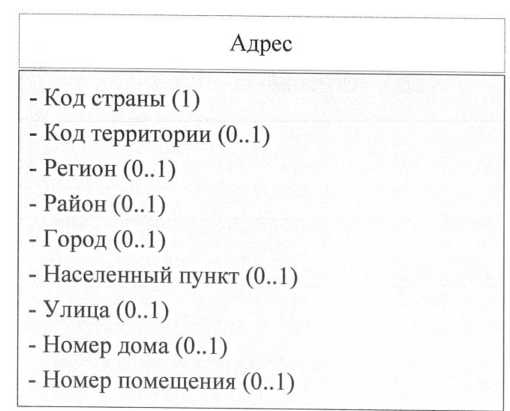 Адрес
- Код страны (1)
- Код территории (0..1)
- Регион (0..1)
- Район (0..1)
- Город (0..1)
- Населенный пункт (0..1)
- Улица (0..1)
- Номер дома (0..1)
- Номер помещения (0..1)